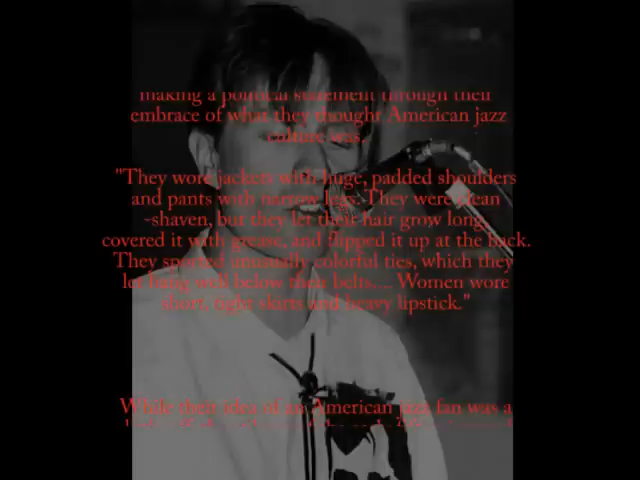 making a political statement through their
embrace of what they thought American jazz
culture was.
"They wore jackets with huge, padded shoulders
and pants with narrow legs. They were clean
-shaven, but they let their hair grow long,
covered it with grease, and flipped it up at the back.
They sported unusually colorful ties, which they
let hang well below their belts.... Women wore
short, tight skirts and heavy lipstick."
While their idea of an American jazz fan was a